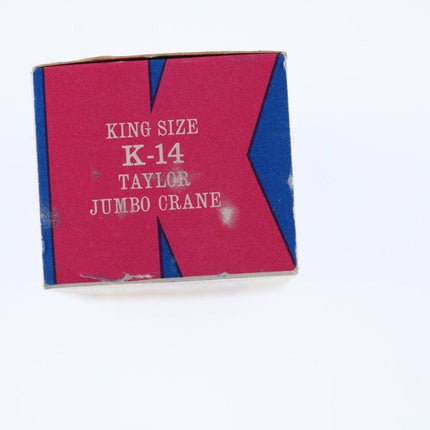 KING SIZE
K-14
TAYLOR
JUMBO CRANE